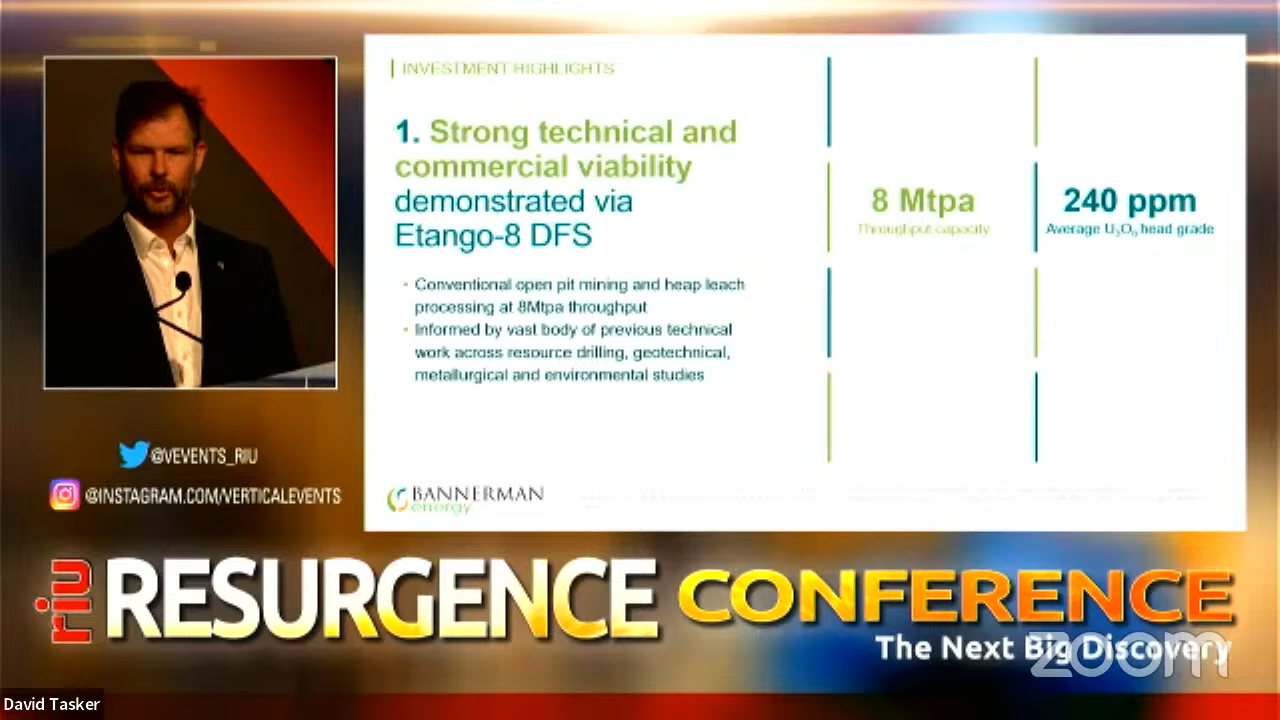 INVESTMENT HIGHLIGHTS
1. Strong technical and
commercial viability
demonstrated via
Etango-8 DFS
• Conventional open pit mining and heap leach
processing at 8Mtpa throughput
• Informed by vast body of previous technical
work across resource drilling, geotechnical,
metallurgical and environmental studies
8 Mtpa
Throughput capacity
240 ppm
Average U₃O₈ head grade
BANNERMAN
energy
@VEVENTS_RIU
@INSTAGRAM.COM/VERTICALEVENTS
riu RESURGENCE CONFERENCE
The Next Big Discovery
zoom
David Tasker